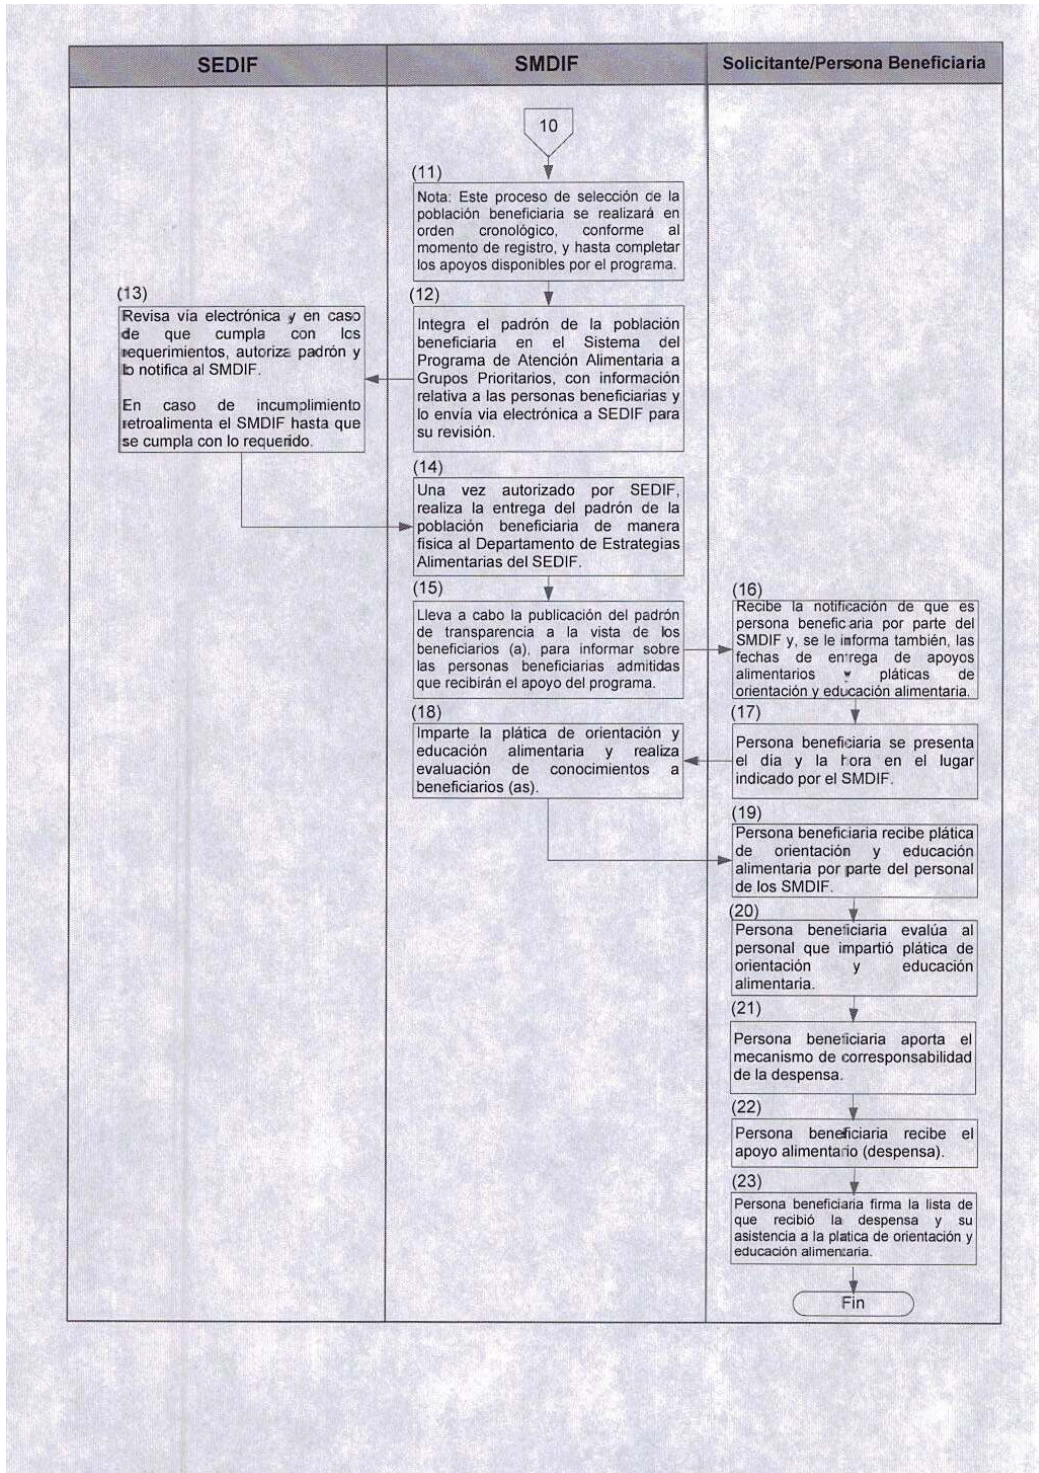 SEDIF
SMDIF
Solicitante/Persona Beneficiaria
10
(11)
Nota: Este proceso de selección de la
población beneficiaria se realizará en
orden cronológico, conforme al
momento de registro, y hasta completar
los apoyos disponibles por el programa.
(12)
Integra el padrón de la población
beneficiaria en el Sistema del
Programa de Atención Alimentaria a
Grupos Prioritarios, con información
relativa a las personas beneficiarias y
lo envía via electrónica a SEDIF para
su revisión.
(13)
Revisa vía electrónica y en caso
de que cumpla con los
requerimientos, autoriza padrón y
lo notifica al SMDIF.
En caso de incumplimiento
retroalimenta el SMDIF hasta que
se cumpla con lo requerido.
(14)
Una vez autorizado por SEDIF,
realiza la entrega del padrón de la
población beneficiaria de manera
física al Departamento de Estrategias
Alimentarias del SEDIF.
(15)
Lleva a cabo la publicación del padrón
de transparencia a la vista de los
beneficiarios (a), para informar sobre
las personas beneficiarias admitidas
que recibirán el apoyo del programa.
(16)
Recibe la notificación de que es
persona beneficiaria por parte del
SMDIF y, se le informa también, las
fechas de entrega de apoyos
alimentarios y pláticas de
orientación y educación alimentaria.
(17)
Persona beneficiaria se presenta
el día y la hora en el lugar
indicado por el SMDIF.
(18)
Imparte la plática de orientación y
educación alimentaria y realiza
evaluación de conocimientos a
beneficiarios (as).
(19)
Persona beneficiaria recibe plática
de orientación y educación
alimentaria por parte del personal
de los SMDIF.
(20)
Persona beneficiaria evalúa al
personal que impartió plática de
orientación y educación
alimentaria.
(21)
Persona beneficiaria aporta el
mecanismo de corresponsabilidad
de la despensa.
(22)
Persona beneficiaria recibe el
apoyo alimentario (despensa).
(23)
Persona beneficiaria firma la lista de
que recibió la despensa y su
asistencia a la platica de orientación y
educación alimentaria.
Fin